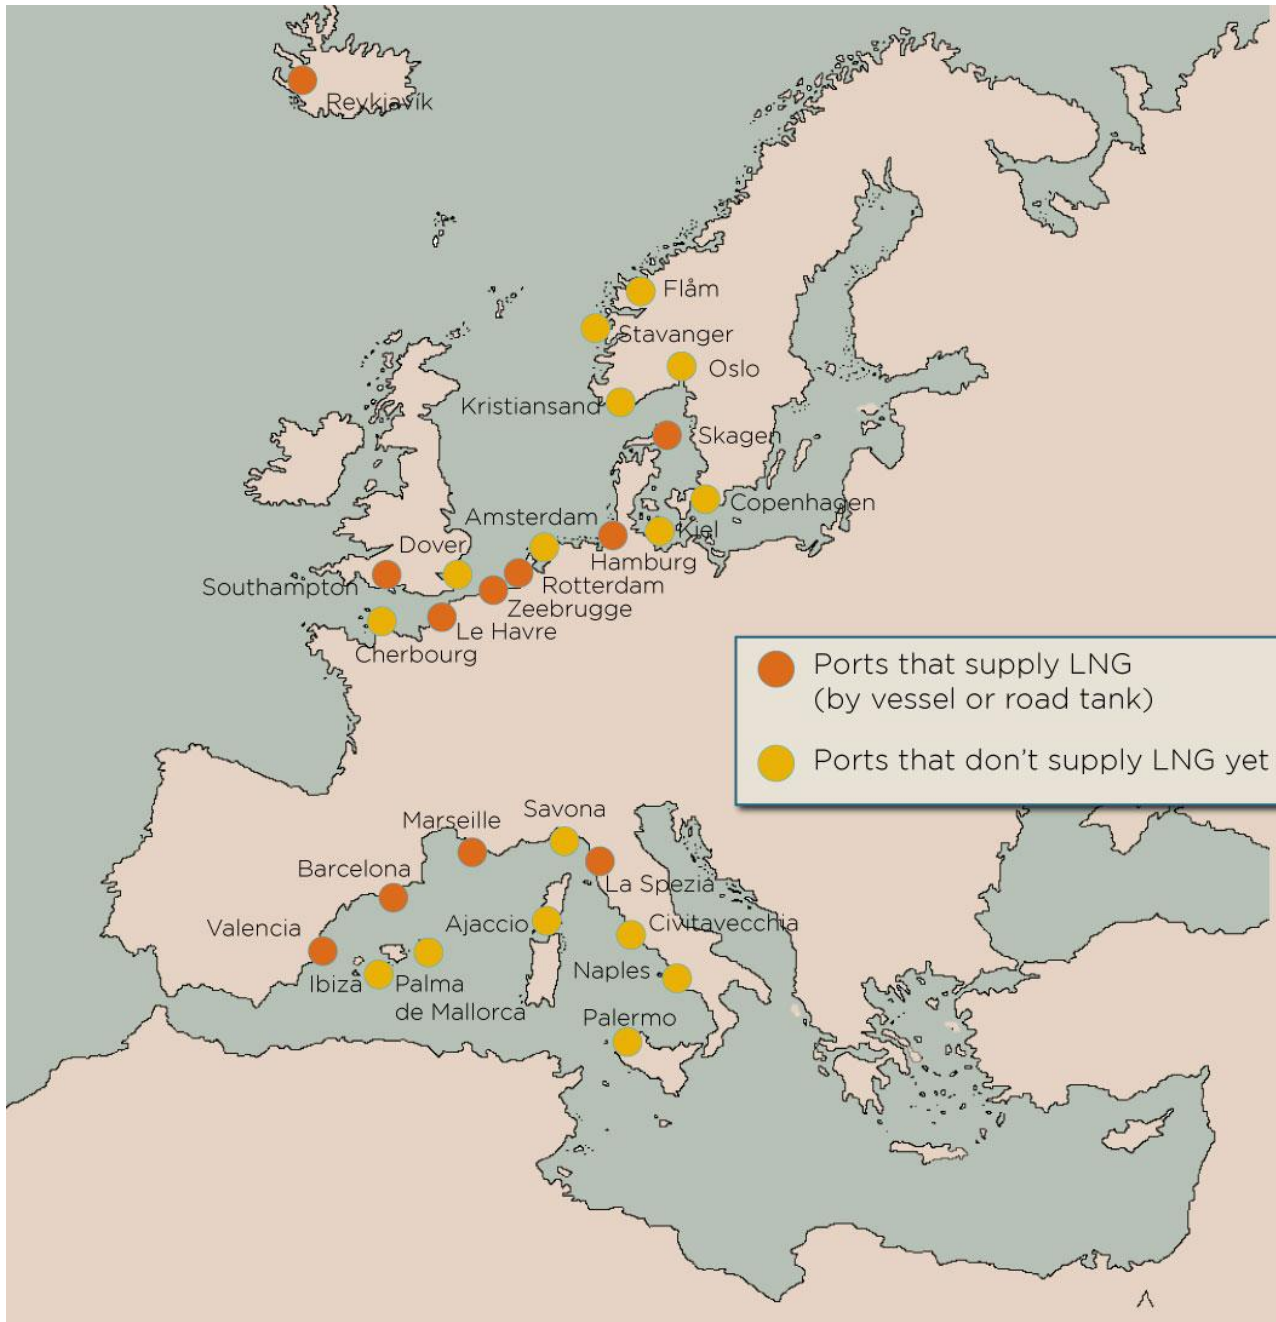 Reykjavík
Flåm
Stavanger
Oslo
Kristiansand
Skagen
Copenhagen
Amsterdam
Kiel
Dover
Hamburg
Southampton
Rotterdam
Zeebrugge
Le Havre
Cherbourg
Ports that supply LNG
(by vessel or road tank)
Ports that don't supply LNG yet
Savona
Marseille
Barcelona
La Spezia
Valencia
Ajaccio
Civitavecchia
Naples
Ibiza
Palma
de Mallorca
Palermo